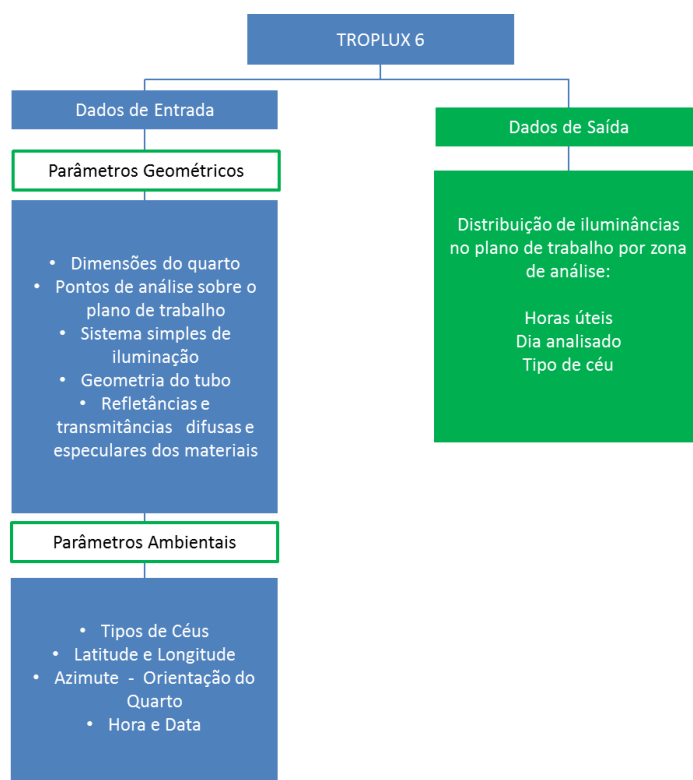 TROPLUX 6
Dados de Entrada
Parâmetros Geométricos
• Dimensões do quarto
• Pontos de análise sobre o
plano de trabalho
• Sistema simples de
iluminação
• Geometria do tubo
• Refletâncias e
transmitâncias difusas e
especulares dos materiais
Parâmetros Ambientais
• Tipos de Céus
• Latitude e Longitude
• Azimute - Orientação do
Quarto
• Hora e Data
Dados de Saída
Distribuição de iluminâncias
no plano de trabalho por zona
de análise:
Horas úteis
Dia analisado
Tipo de céu